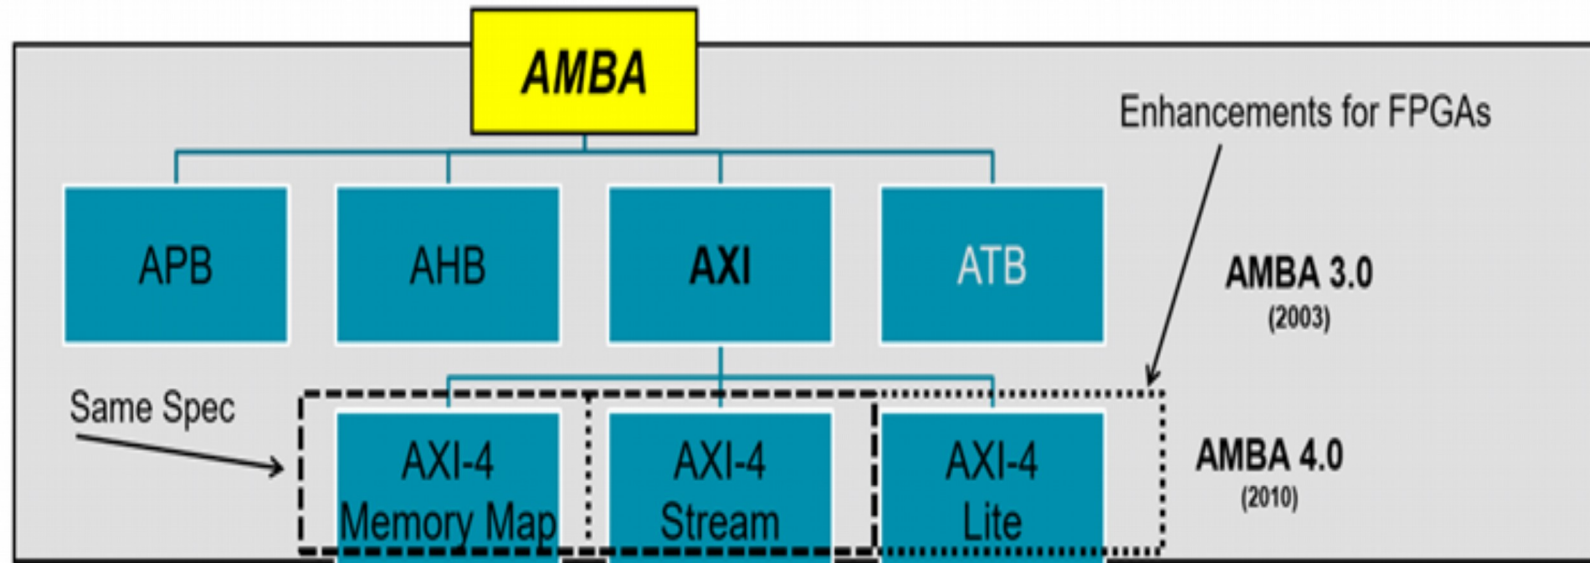 AMBA
Enhancements for FPGAs
APB
AHB
AXI
ATB
AMBA 3.0
(2003)
Same Spec
AXI-4
Memory Map
AXI-4
Stream
AXI-4
Lite
AMBA 4.0
(2010)